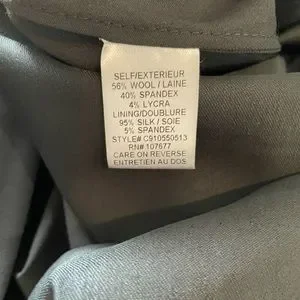 SELF/EXTERIEUR
56% WOOL / LAINE
40% SPANDEX
4% LYCRA
LINING/DOUBLURE
95% SILK / SOIE
5% SPANDEX
STYLE# C910550513
RN# 107677
CARE ON REVERSE
ENTRETIEN AU DOS